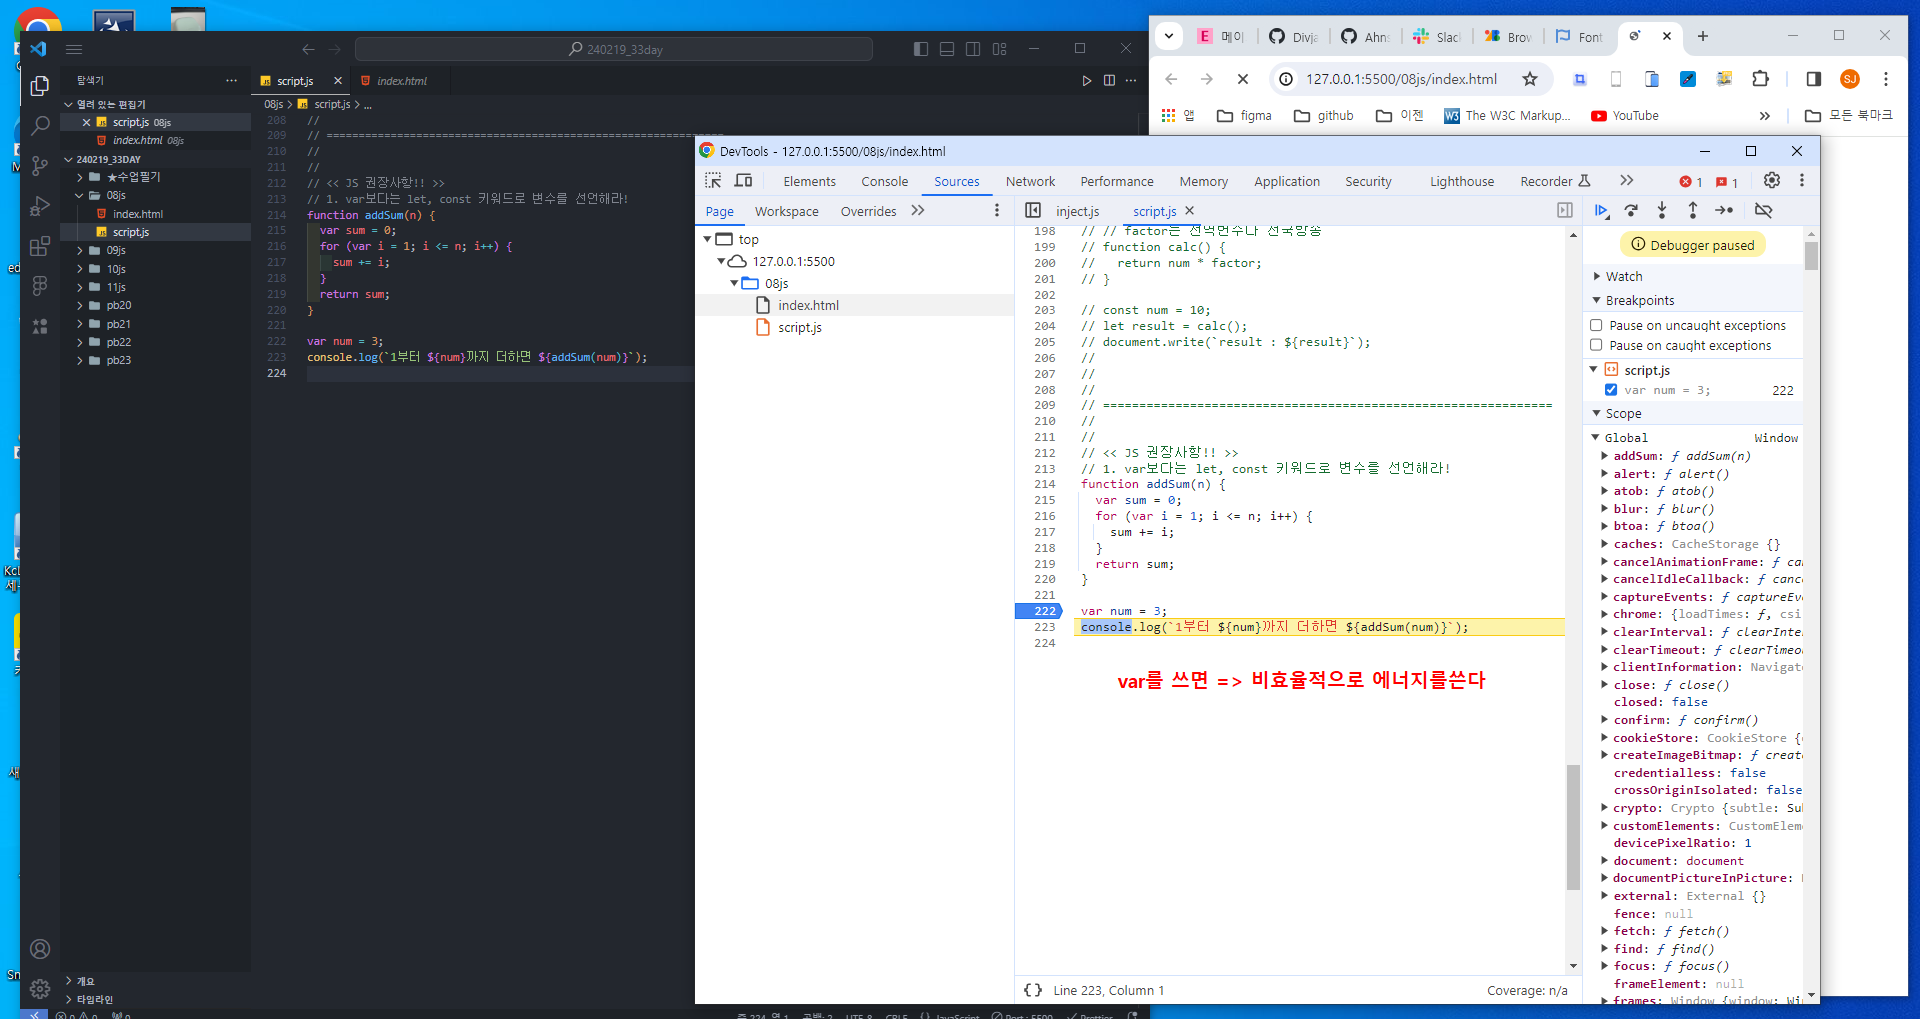 240219_33day
탐색기
script.js
index.html
열려 있는 편집기
script.js 08js
index.html 08js
240219_33DAY
★수업필기
08js
index.html
script.js
09js
10js
11js
pb20
pb21
pb22
pb23
개요
타임라인
08js > script.js > ...
208 //
209 // ==============================================================
210 //
211 //
212 // << JS 권장사항!! >>
213 // 1. var보다는 let, const 키워드로 변수를 선언해라!
214 function addSum(n) {
215 var sum = 0;
216 for (var i = 1; i <= n; i++) {
217 sum += i;
218 }
219 return sum;
220 }
221
222 var num = 3;
223 console.log(`1부터 ${num}까지 더하면 ${addSum(num)}`);
224
메이
Divja
Ahn
Slac
Brow
Font
127.0.0.1:5500/08js/index.html
SJ
앱
figma
github
이젠
The W3C Markup...
YouTube
모든 북마크
DevTools - 127.0.0.1:5500/08js/index.html
Elements Console Sources Network Performance Memory Application Security Lighthouse Recorder
1 1
Page Workspace Overrides
inject.js script.js
top
127.0.0.1:5500
08js
index.html
script.js
198 // // factor는 전역변수다 전국방송
199 // function calc() {
200 // return num * factor;
201 // }
202
203 // const num = 10;
204 // let result = calc();
205 // document.write(`result : ${result}`);
206 //
207 //
208 //
209 // ==============================================================
210 //
211 //
212 // << JS 권장사항!! >>
213 // 1. var보다는 let, const 키워드로 변수를 선언해라!
214 function addSum(n) {
215 var sum = 0;
216 for (var i = 1; i <= n; i++) {
217 sum += i;
218 }
219 return sum;
220 }
221
222 var num = 3;
223 console.log(`1부터 ${num}까지 더하면 ${addSum(num)}`);
224
var를 쓰면 => 비효율적으로 에너지를쓴다
{} Line 223, Column 1
Coverage: n/a
Debugger paused
Watch
Breakpoints
Pause on uncaught exceptions
Pause on caught exceptions
script.js
var num = 3; 222
Scope
Global Window
addSum: ƒ addSum(n)
alert: ƒ alert()
atob: ƒ atob()
blur: ƒ blur()
btoa: ƒ btoa()
caches: CacheStorage {}
cancelAnimationFrame: ƒ ca
cancelIdleCallback: ƒ canc
captureEvents: ƒ captureEv
chrome: {loadTimes: ƒ, csi
clearInterval: ƒ clearInte
clearTimeout: ƒ clearTimeo
clientInformation: Navigat
close: ƒ close()
closed: false
confirm: ƒ confirm()
cookieStore: CookieStore {
createImageBitmap: ƒ creat
credentialless: false
crossOriginIsolated: false
crypto: Crypto {subtle: Su
customElements: CustomElem
devicePixelRatio: 1
document: document
documentPictureInPicture:
external: External {}
fence: null
fetch: ƒ fetch()
find: ƒ find()
focus: ƒ focus()
frameElement: null
frames: Window {window: Wi